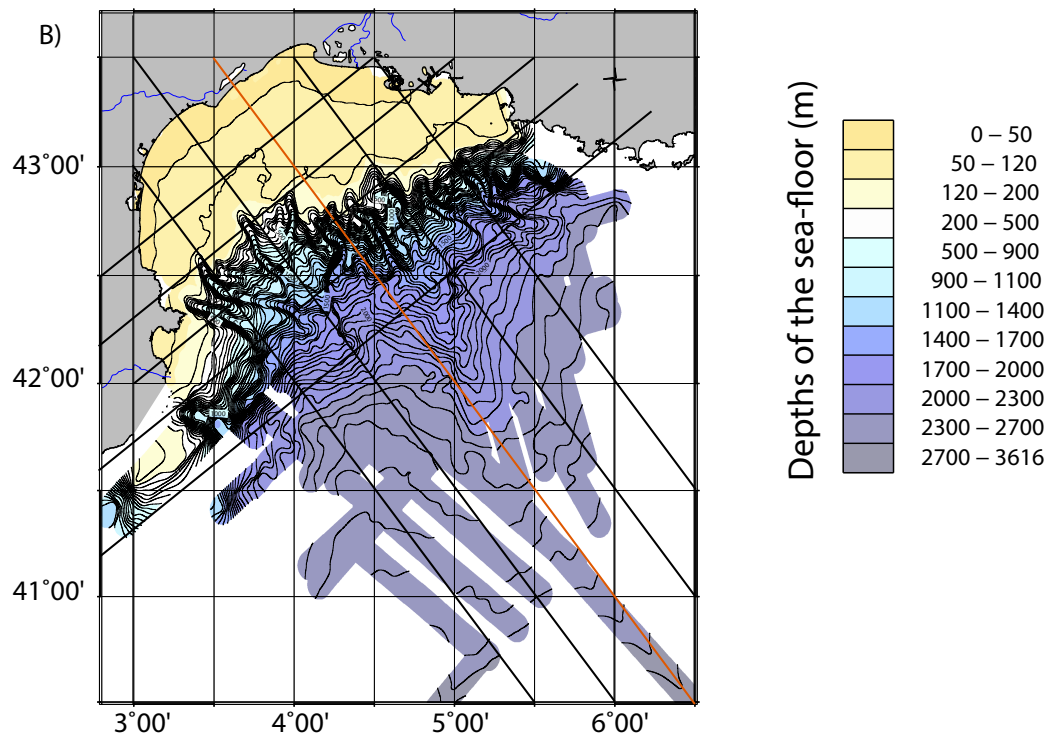 B)
43°00'
42°00'
41°00'
3°00'
4°00'
5°00'
6°00'
Depths of the sea-floor (m)
0 – 50
50 – 120
120 – 200
200 – 500
500 – 900
900 – 1100
1100 – 1400
1400 – 1700
1700 – 2000
2000 – 2300
2300 – 2700
2700 – 3616